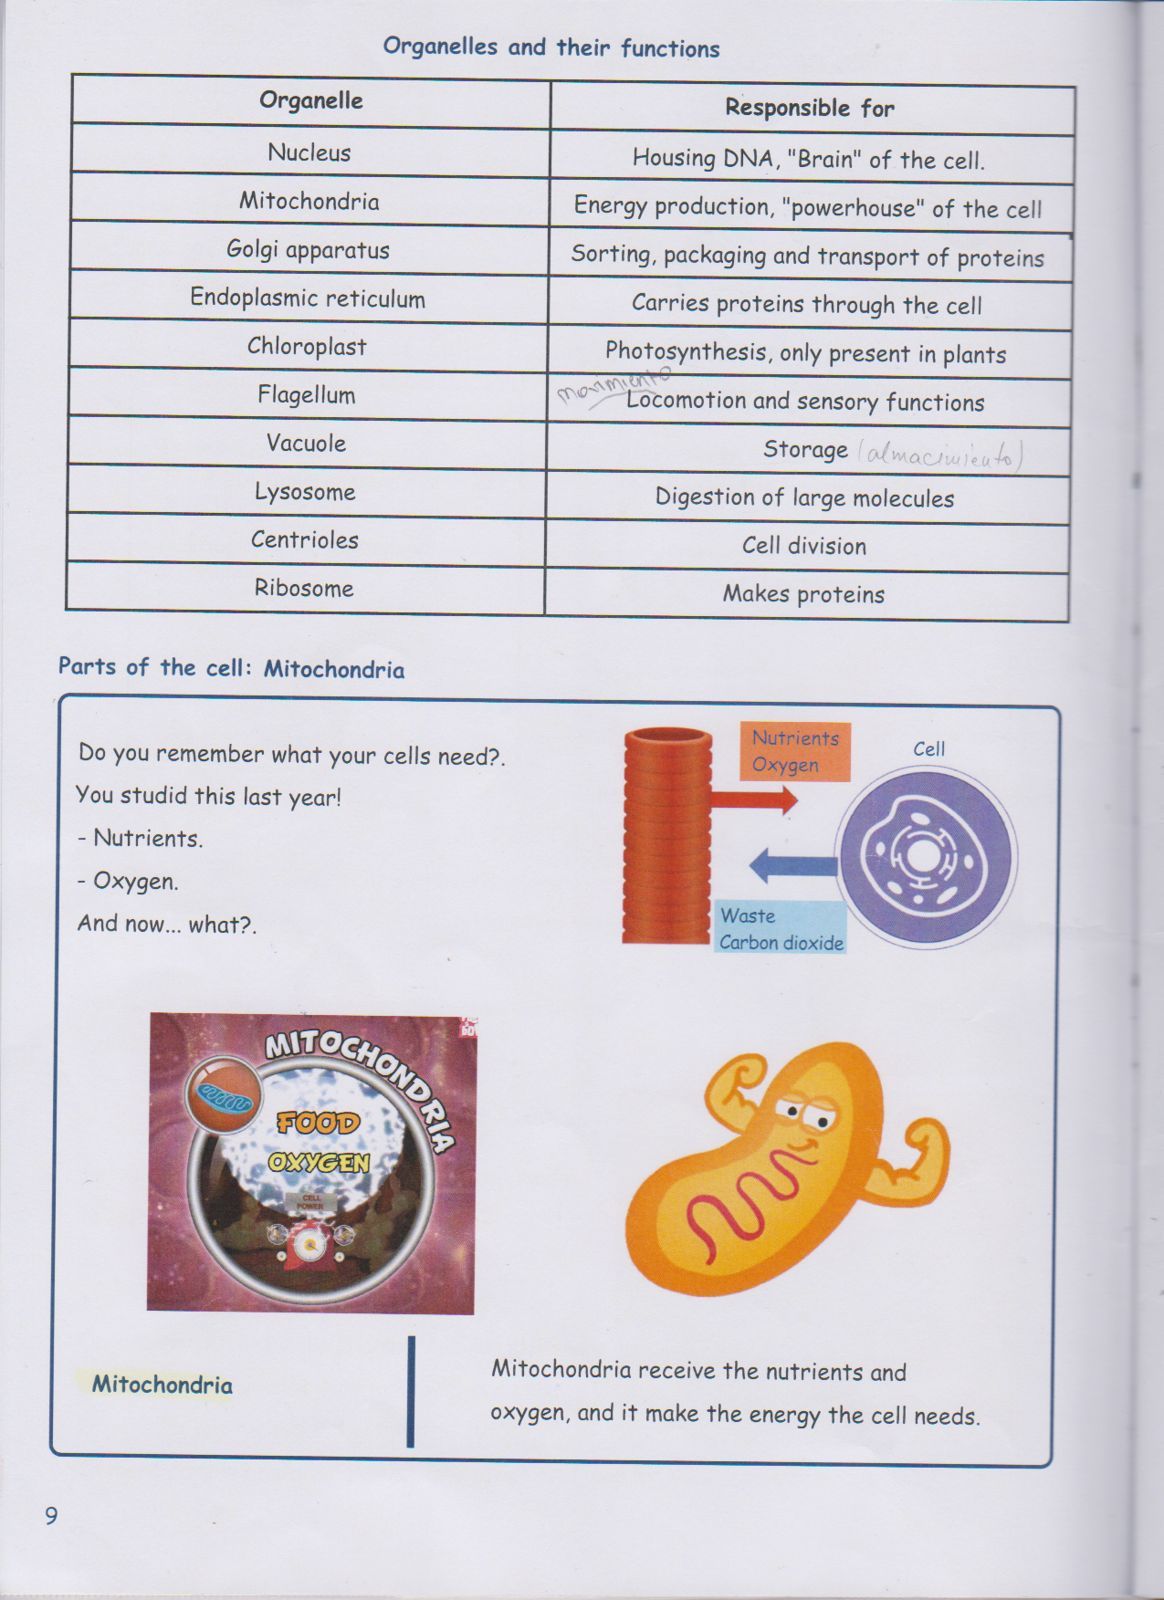 Organelles and their functions
Organelle
Responsible for
Nucleus
Housing DNA, "Brain" of the cell.
Mitochondria
Energy production, "powerhouse" of the cell
Golgi apparatus
Sorting, packaging and transport of proteins
Endoplasmic reticulum
Carries proteins through the cell
Chloroplast
Photosynthesis, only present in plants
Flagellum
movimiento
Locomotion and sensory functions
Vacuole
Storage (almacimiento)
Lysosome
Digestion of large molecules
Centrioles
Cell division
Ribosome
Makes proteins
Parts of the cell: Mitochondria
Do you remember what your cells need?.
You studid this last year!
- Nutrients.
- Oxygen.
And now... what?.
Nutrients
Oxygen
Cell
Waste
Carbon dioxide
MITOCHONDRIA
FOOD
OXYGEN
CELL
POWER
Mitochondria
Mitochondria receive the nutrients and
oxygen, and it make the energy the cell needs.
9